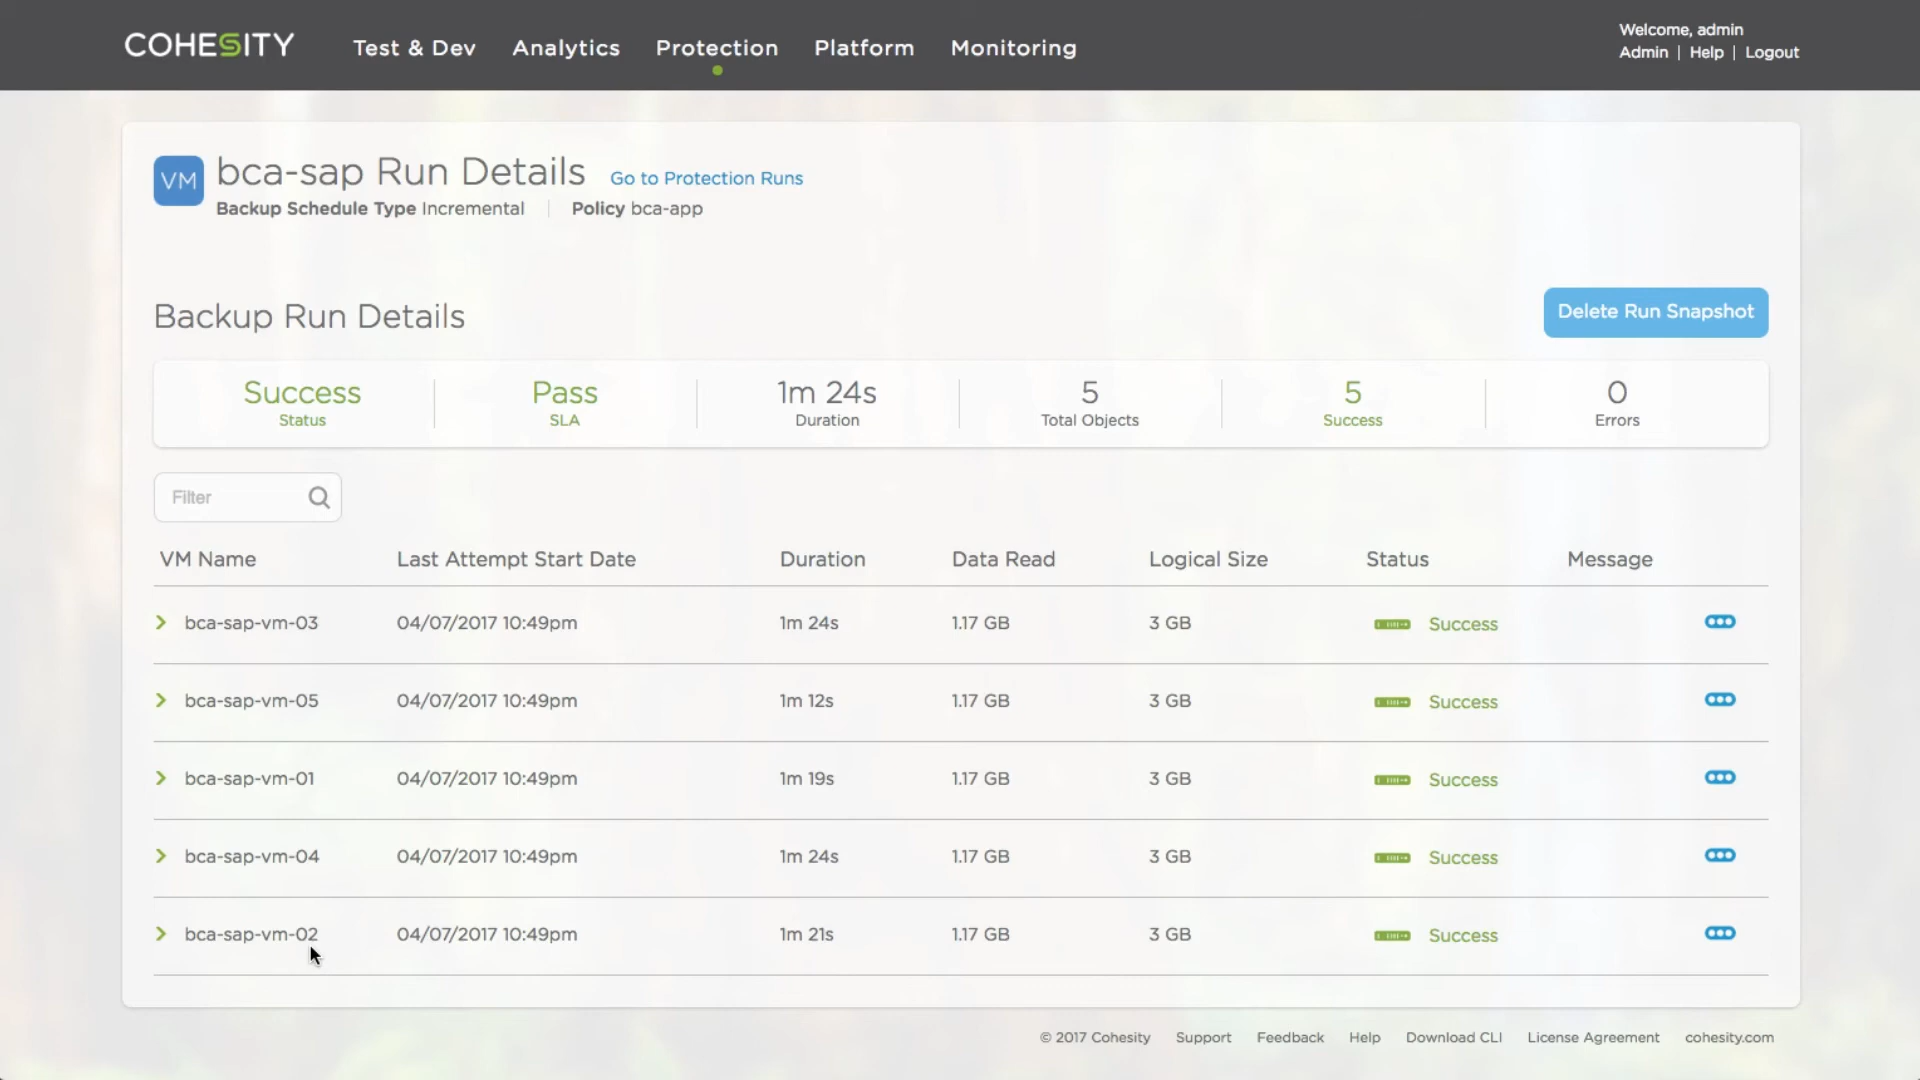 COHESITY
Test & Dev Analytics Protection Platform Monitoring
Welcome, admin
Admin | Help | Logout
VM
bca-sap Run Details Go to Protection Runs
Backup Schedule Type Incremental | Policy bca-app
Backup Run Details
Delete Run Snapshot
Success Pass 1m 24s 5 5 0
Status SLA Duration Total Objects Success Errors
Filter
VM Name Last Attempt Start Date Duration Data Read Logical Size Status Message
bca-sap-vm-03 04/07/2017 10:49pm 1m 24s 1.17 GB 3 GB Success
bca-sap-vm-05 04/07/2017 10:49pm 1m 12s 1.17 GB 3 GB Success
bca-sap-vm-01 04/07/2017 10:49pm 1m 19s 1.17 GB 3 GB Success
bca-sap-vm-04 04/07/2017 10:49pm 1m 24s 1.17 GB 3 GB Success
bca-sap-vm-02 04/07/2017 10:49pm 1m 21s 1.17 GB 3 GB Success
© 2017 Cohesity Support Feedback Help Download CLI License Agreement cohesity.com